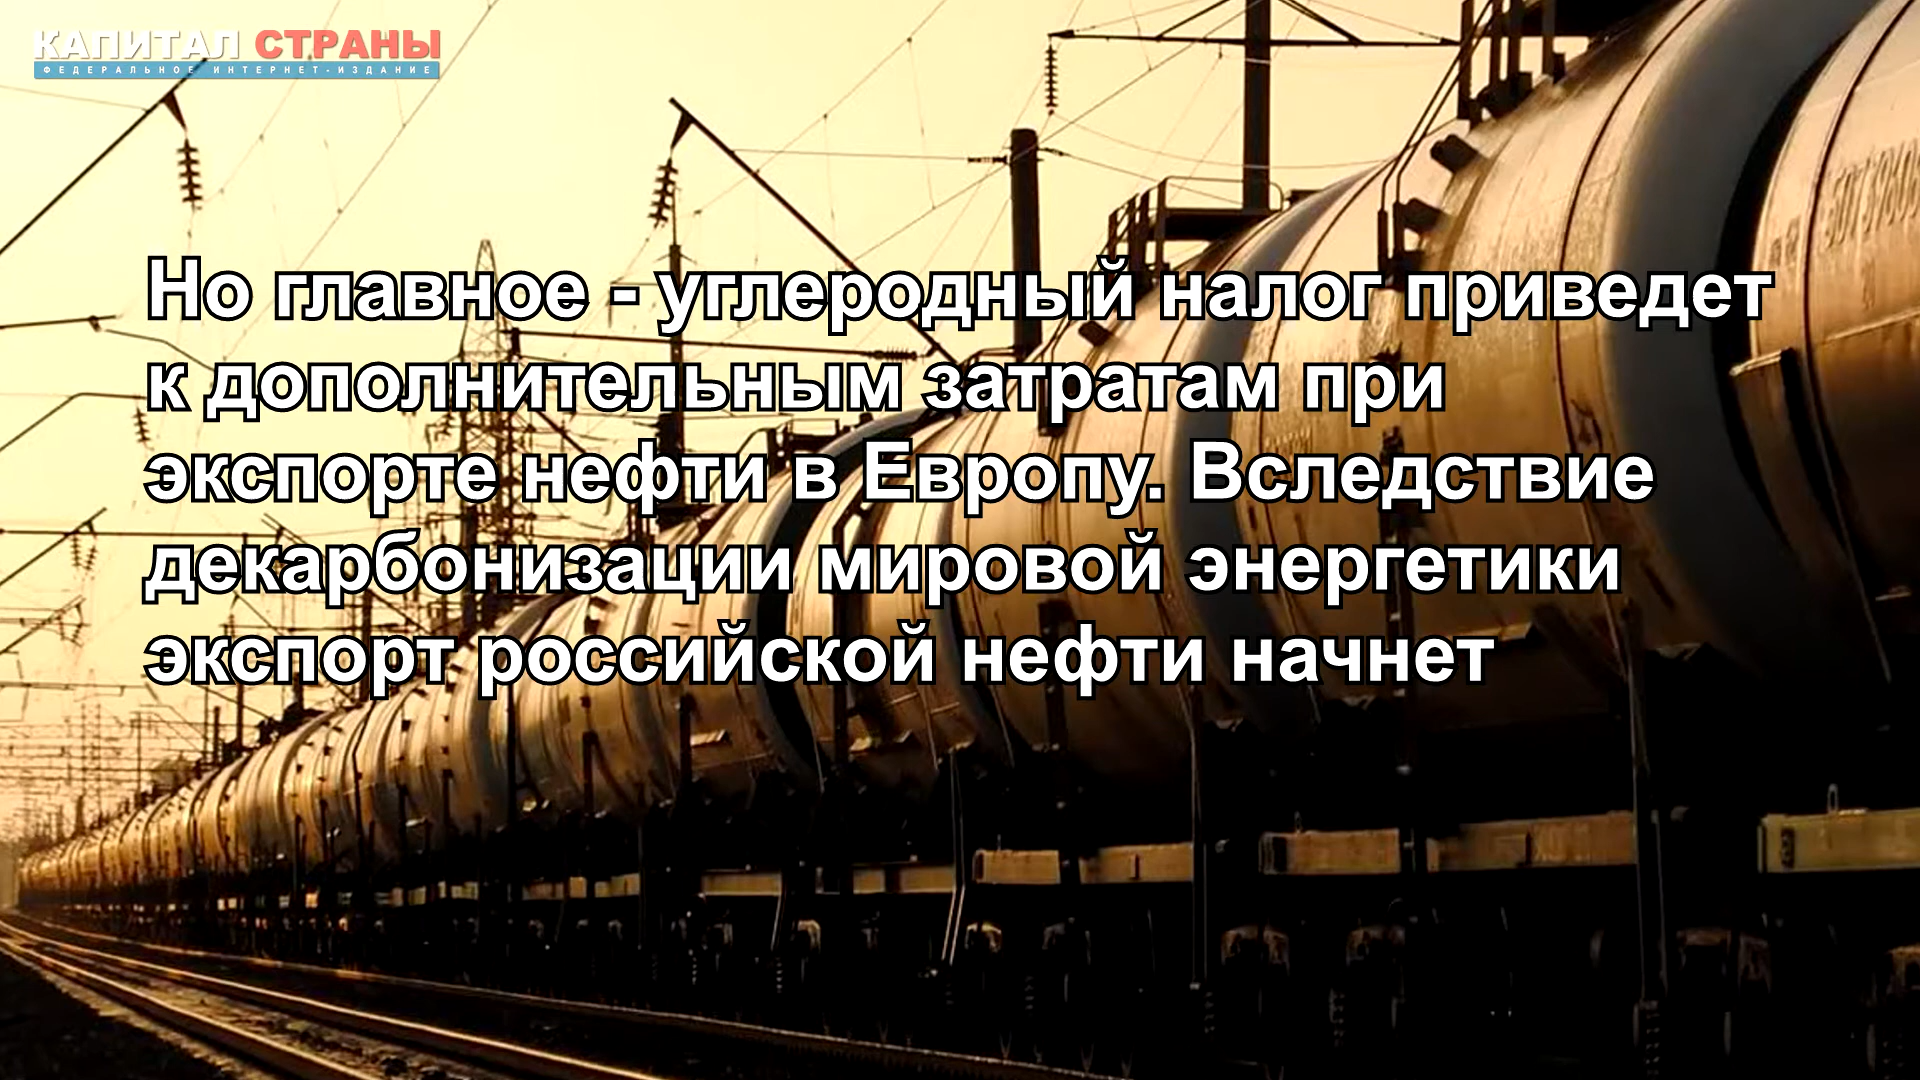 КАПИТАЛ СТРАНЫ
ФЕДЕРАЛЬНОЕ ИНТЕРНЕТ-ИЗДАНИЕ
Но главное - углеродный налог приведет
к дополнительным затратам при
экспорте нефти в Европу. Вследствие
декарбонизации мировой энергетики
экспорт российской нефти начнет